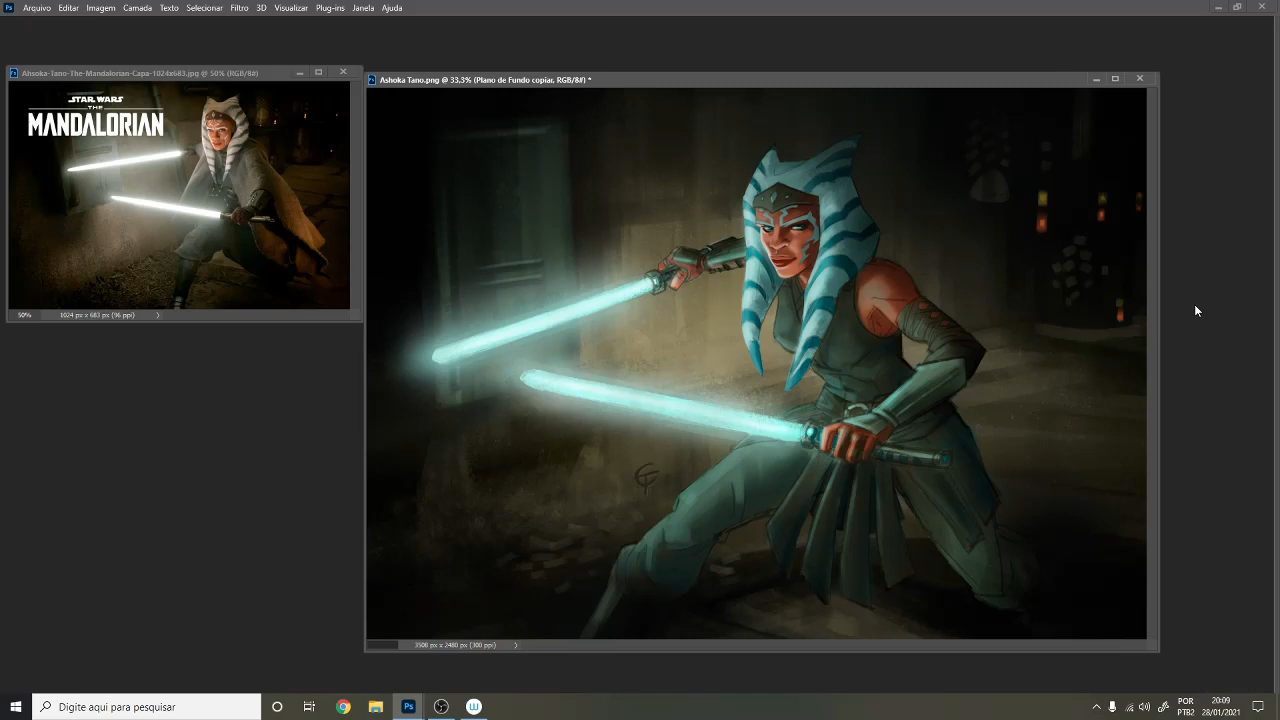 Ps Arquivo Editar Imagem Camada Texto Selecionar Filtro 3D Visualizar Plug-ins Janela Ajuda
Ahsoka-Tano-The-Mandalorian-Capa-1024x683.jpg @ 50% (RGB/8#)
Ashoka Tano.png @ 33,3% (Plano de Fundo copiar, RGB/8#) *
STAR WARS
THE
MANDALORIAN
50% 1024 px x 683 px (96 ppi)
3508 px x 2480 px (300 ppi)
Digite aqui para pesquisar
Ps
POR
PTB2
20:09
28/01/2021